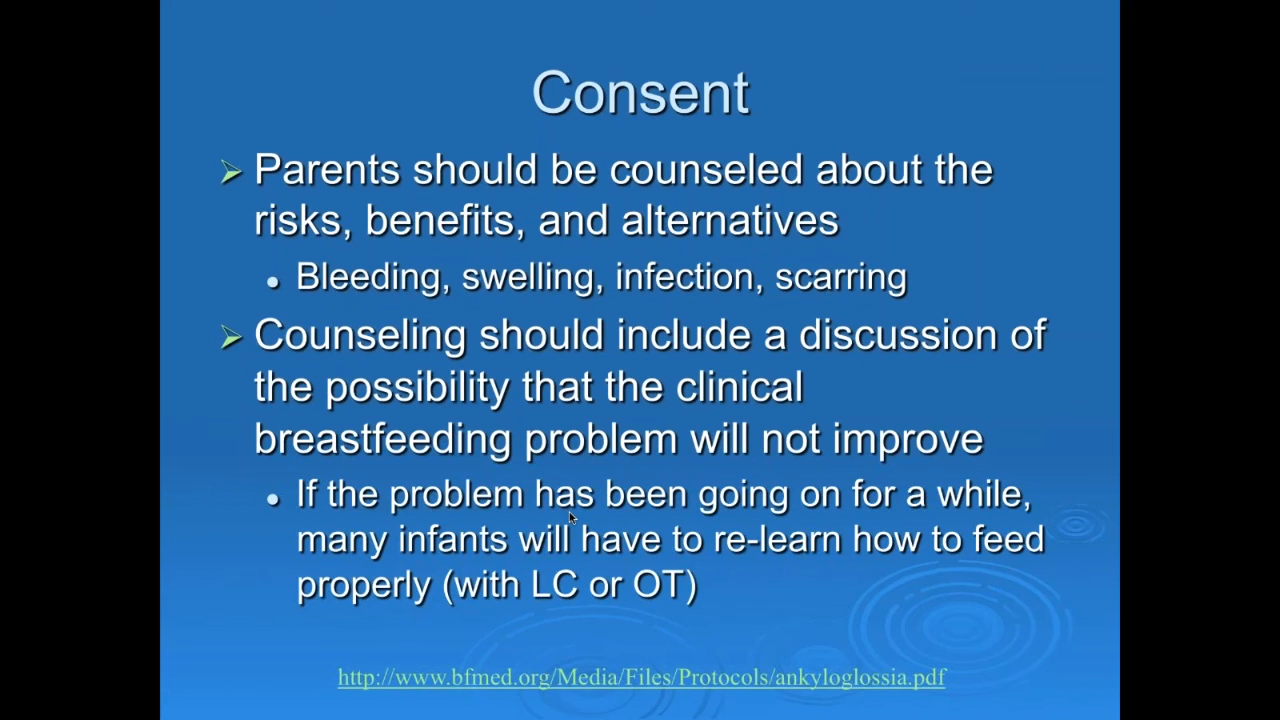 Consent
Parents should be counseled about the
risks, benefits, and alternatives
Bleeding, swelling, infection, scarring
Counseling should include a discussion of
the possibility that the clinical
breastfeeding problem will not improve
If the problem has been going on for a while,
many infants will have to re-learn how to feed
properly (with LC or OT)
http://www.bfmed.org/Media/Files/Protocols/ankyloglossia.pdf